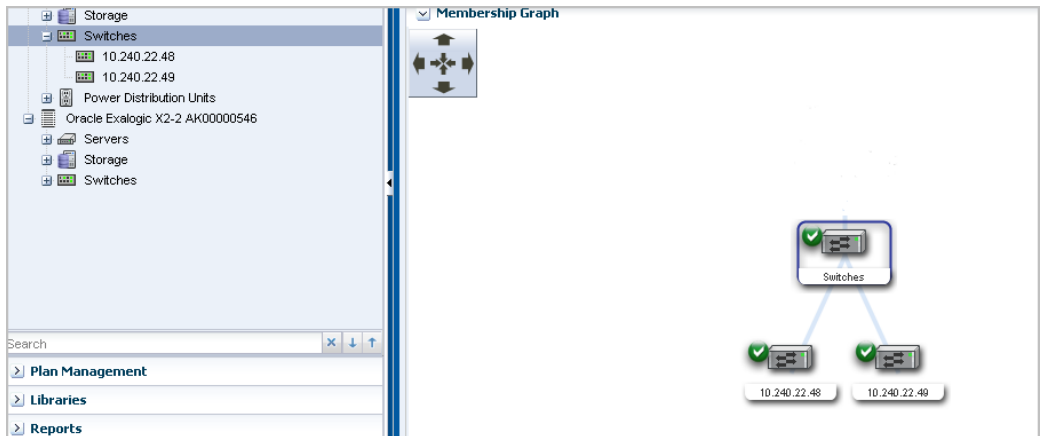 Storage
Switches
10.240.22.48
10.240.22.49
Power Distribution Units
Oracle Exalogic X2-2 AK00000546
Servers
Storage
Switches
Search
Plan Management
Libraries
Reports
Membership Graph
Switches
10.240.22.48
10.240.22.49